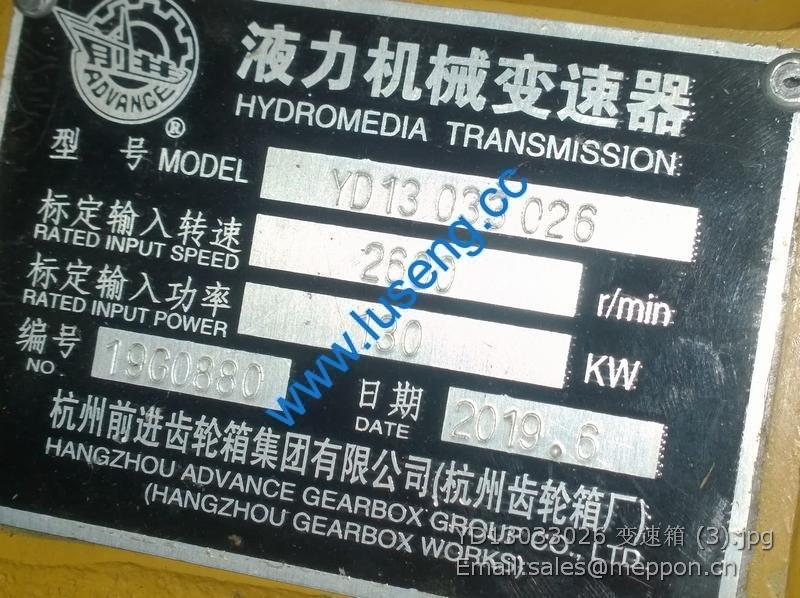 前进
ADVANCE
®
液力机械变速器
HYDROMEDIA TRANSMISSION
型 号 MODEL YD13 033 026
标定输入转速
RATED INPUT SPEED 2600 r/min
标定输入功率
RATED INPUT POWER KW
编号
NO. 19G0880
日期
DATE 2019.6
杭州前进齿轮箱集团有限公司(杭州齿轮箱厂)
HANGZHOU ADVANCE GEARBOX GROUP CO., LTD.
(HANGZHOU GEARBOX WORKS)
www.luseng.cc
YD13033026 变速箱 (3).jpg
Email:sales@meppon.cn